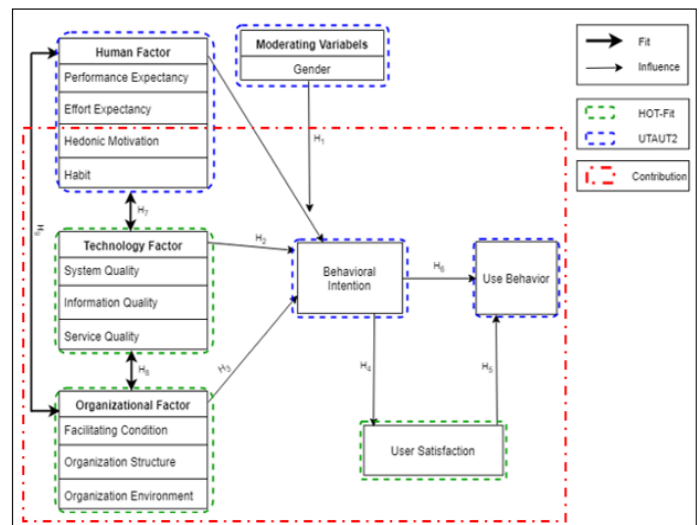 Human Factor
Performance Expectancy
Effort Expectancy
Hedonic Motivation
Habit
Moderating Variabels
Gender
Fit
Influence
HOT-Fit
UTAUT2
Contribution
H1
H7
Technology Factor
System Quality
Information Quality
Service Quality
H2
Behavioral
Intention
H6
Use Behavior
H3
H4
H5
Organizational Factor
Facilitating Condition
Organization Structure
Organization Environment
User Satisfaction